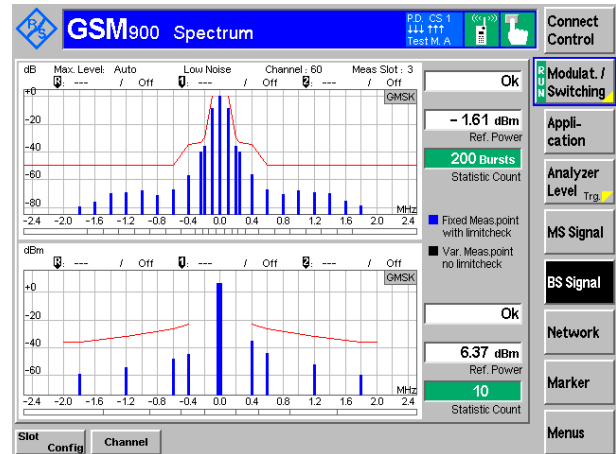 R S
GSM900 Spectrum
P.D. CS 1
Test M. A
Connect
Control
dB Max. Level: Auto Low Noise Channel : 60 Meas Slot : 3
R: --- / Off 1: --- / Off 2: --- / Off
GMSK
+0
-20
-40
-60
-80
MHz
-2.4 -2.0 -1.6 -1.2 -0.8 -0.4 0.0 0.4 0.8 1.2 1.6 2.0 2.4
Ok
- 1.61 dBm
Ref. Power
200 Bursts
Statistic Count
Fixed Meas.point
with limitcheck
Var. Meas.point
no limitcheck
dBm
R: --- / Off 1: --- / Off 2: --- / Off
GMSK
+0
-20
-40
-60
MHz
-2.4 -2.0 -1.6 -1.2 -0.8 -0.4 0.0 0.4 0.8 1.2 1.6 2.0 2.4
Ok
6.37 dBm
Ref. Power
10
Statistic Count
RUN
Modulat. /
Switching
Appli-
cation
Analyzer
Level Trg.
MS Signal
BS Signal
Network
Marker
Menus
Slot
Config
Channel